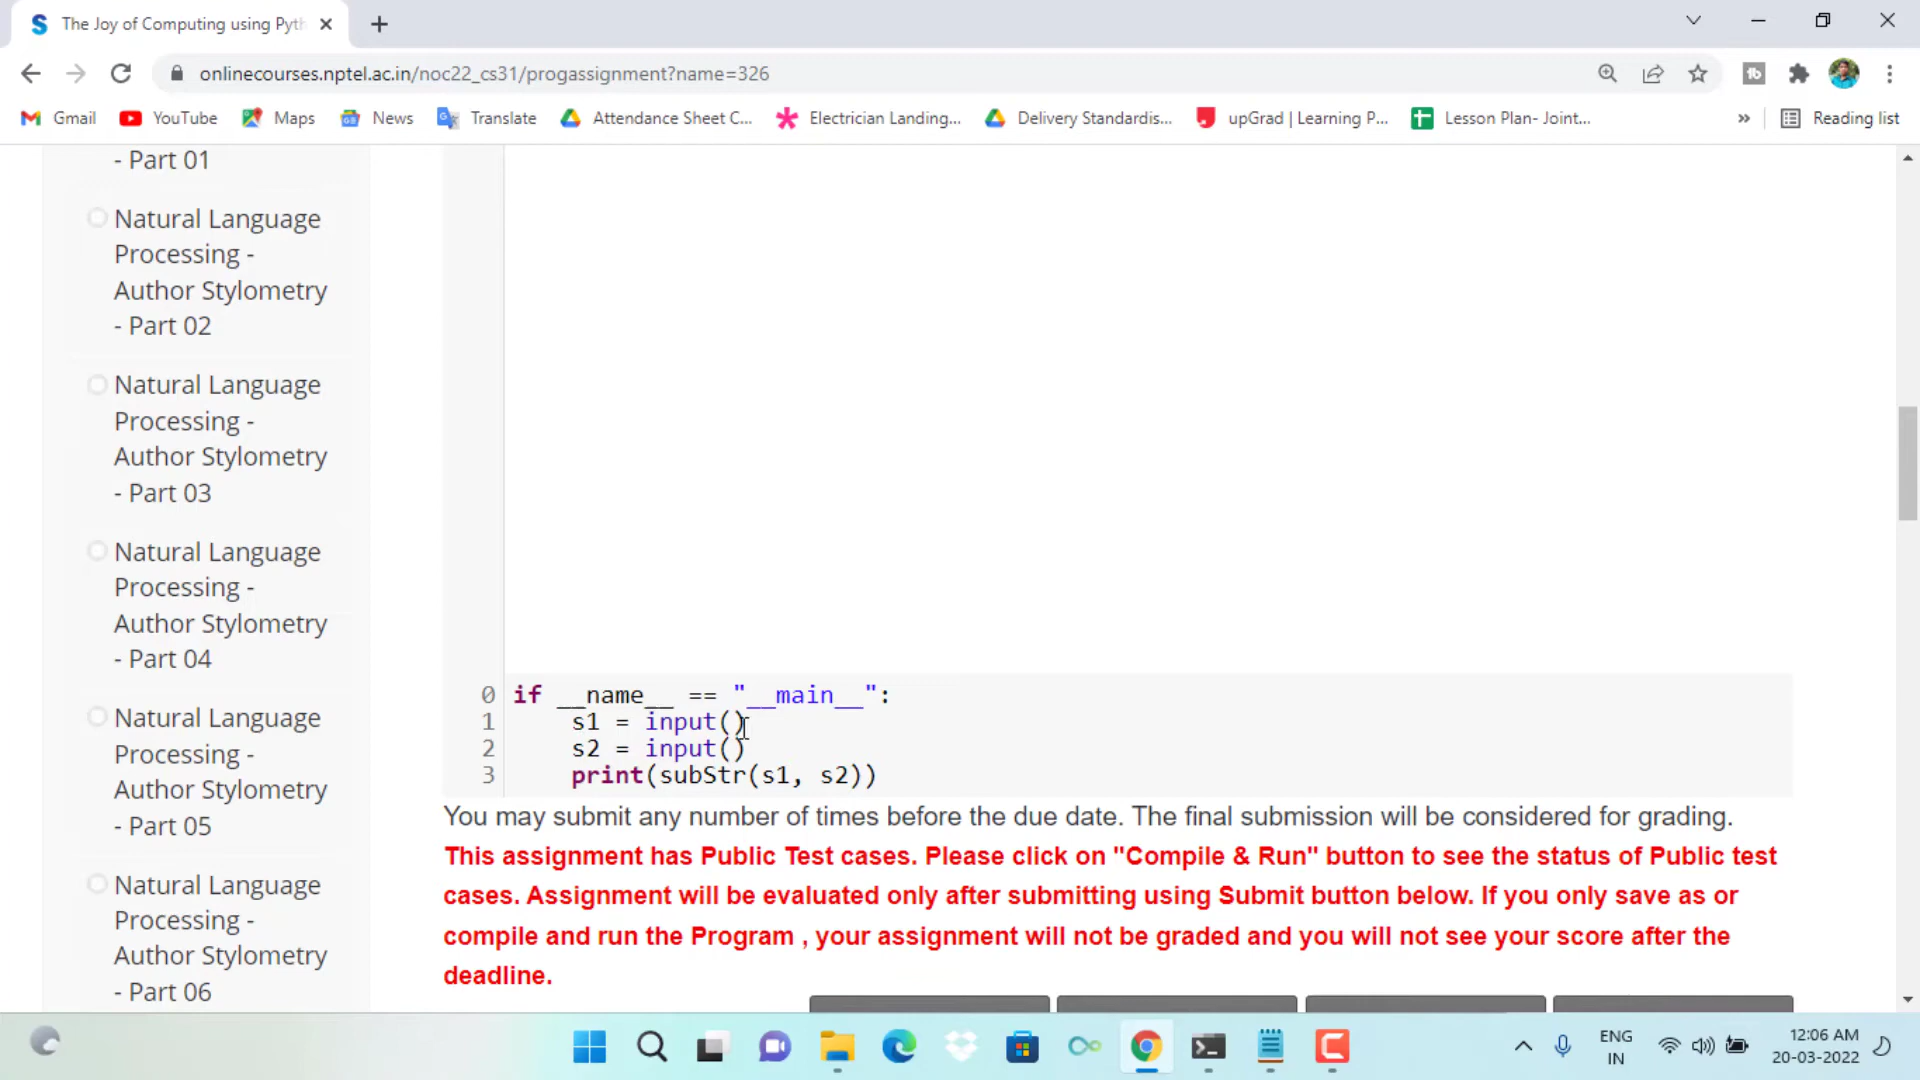 The Joy of Computing using Pyth
onlinecourses.nptel.ac.in/noc22_cs31/progassignment?name=326
Gmail YouTube Maps News Translate Attendance Sheet C... Electrician Landing... Delivery Standardis... upGrad | Learning P... Lesson Plan- Joint... » Reading list
- Part 01
Natural Language
Processing -
Author Stylometry
- Part 02
Natural Language
Processing -
Author Stylometry
- Part 03
Natural Language
Processing -
Author Stylometry
- Part 04
Natural Language
Processing -
Author Stylometry
- Part 05
Natural Language
Processing -
Author Stylometry
- Part 06
0 if __name__ == "__main__":
1 s1 = input()
2 s2 = input()
3 print(subStr(s1, s2))
You may submit any number of times before the due date. The final submission will be considered for grading.
This assignment has Public Test cases. Please click on "Compile & Run" button to see the status of Public test
cases. Assignment will be evaluated only after submitting using Submit button below. If you only save as or
compile and run the Program , your assignment will not be graded and you will not see your score after the
deadline.
ENG
IN
12:06 AM
20-03-2022